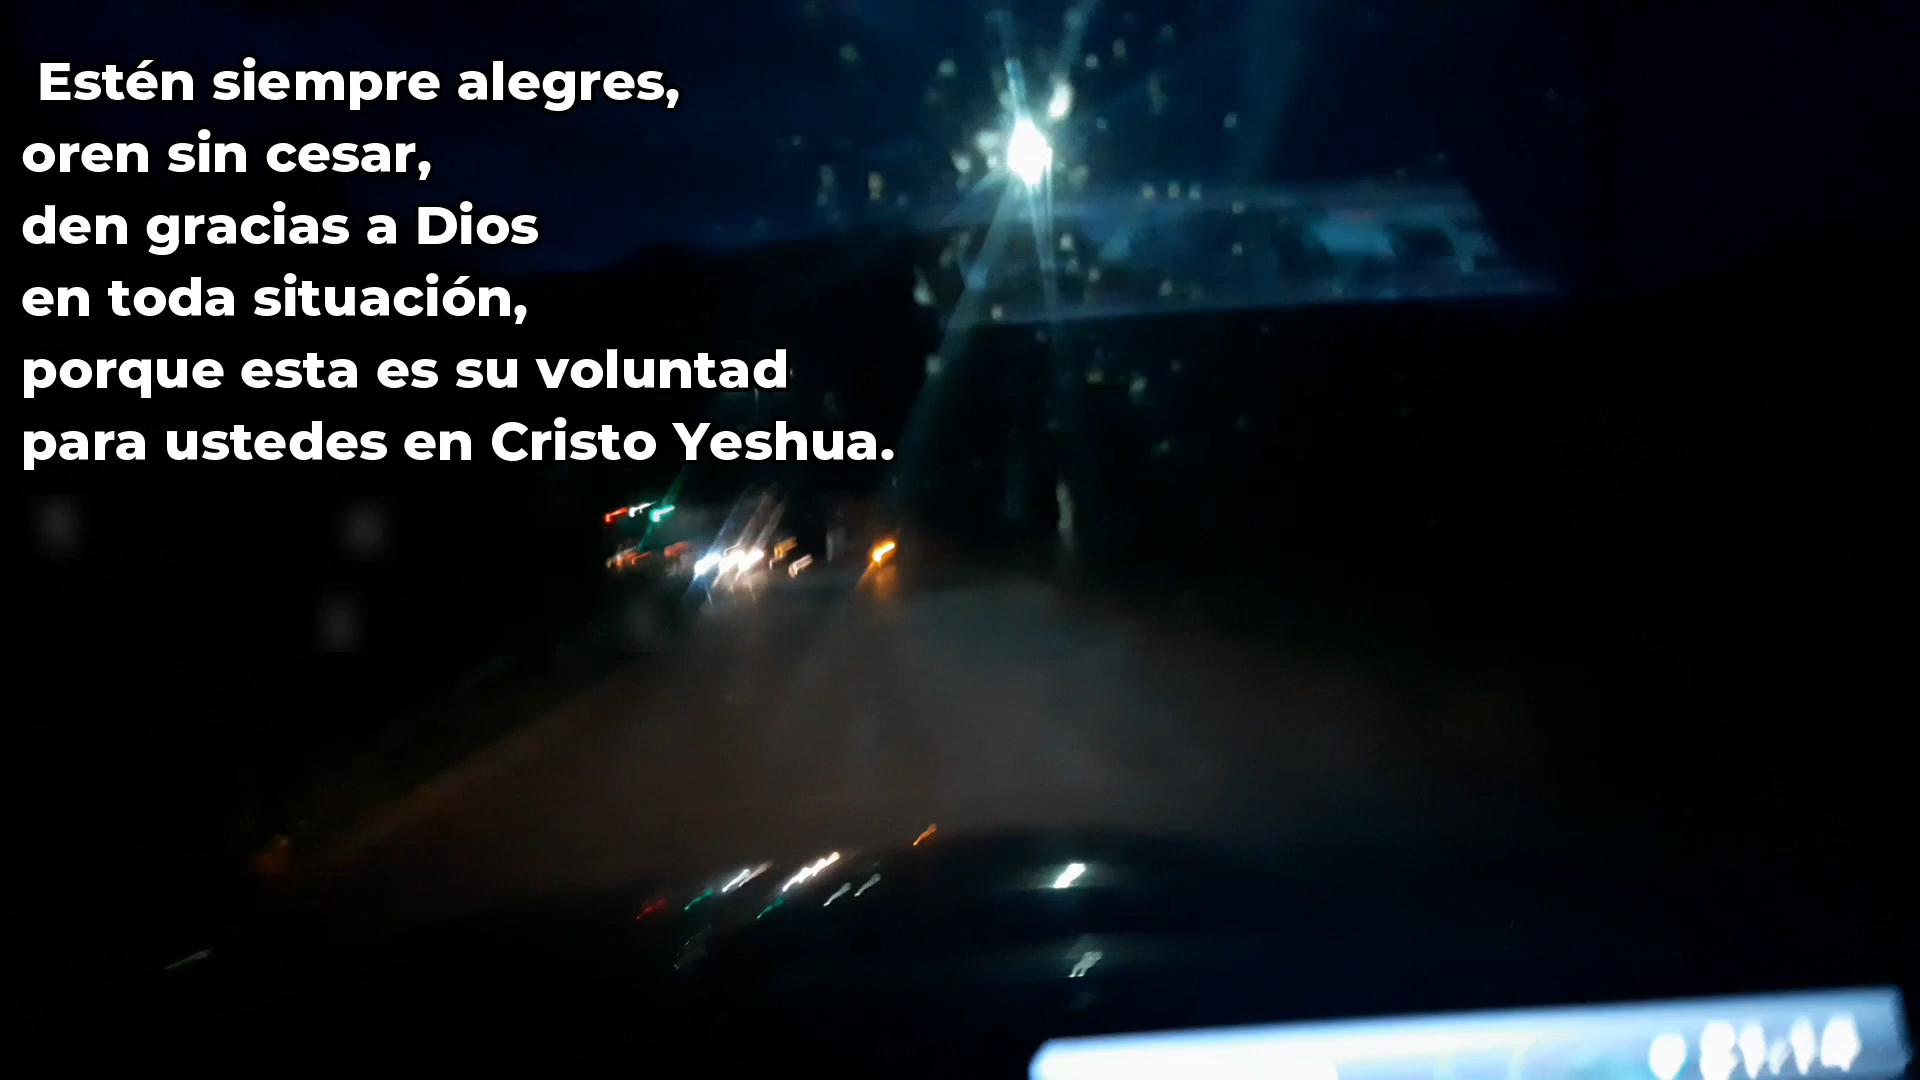 Estén siempre alegres,
oren sin cesar,
den gracias a Dios
en toda situación,
porque esta es su voluntad
para ustedes en Cristo Yeshua.